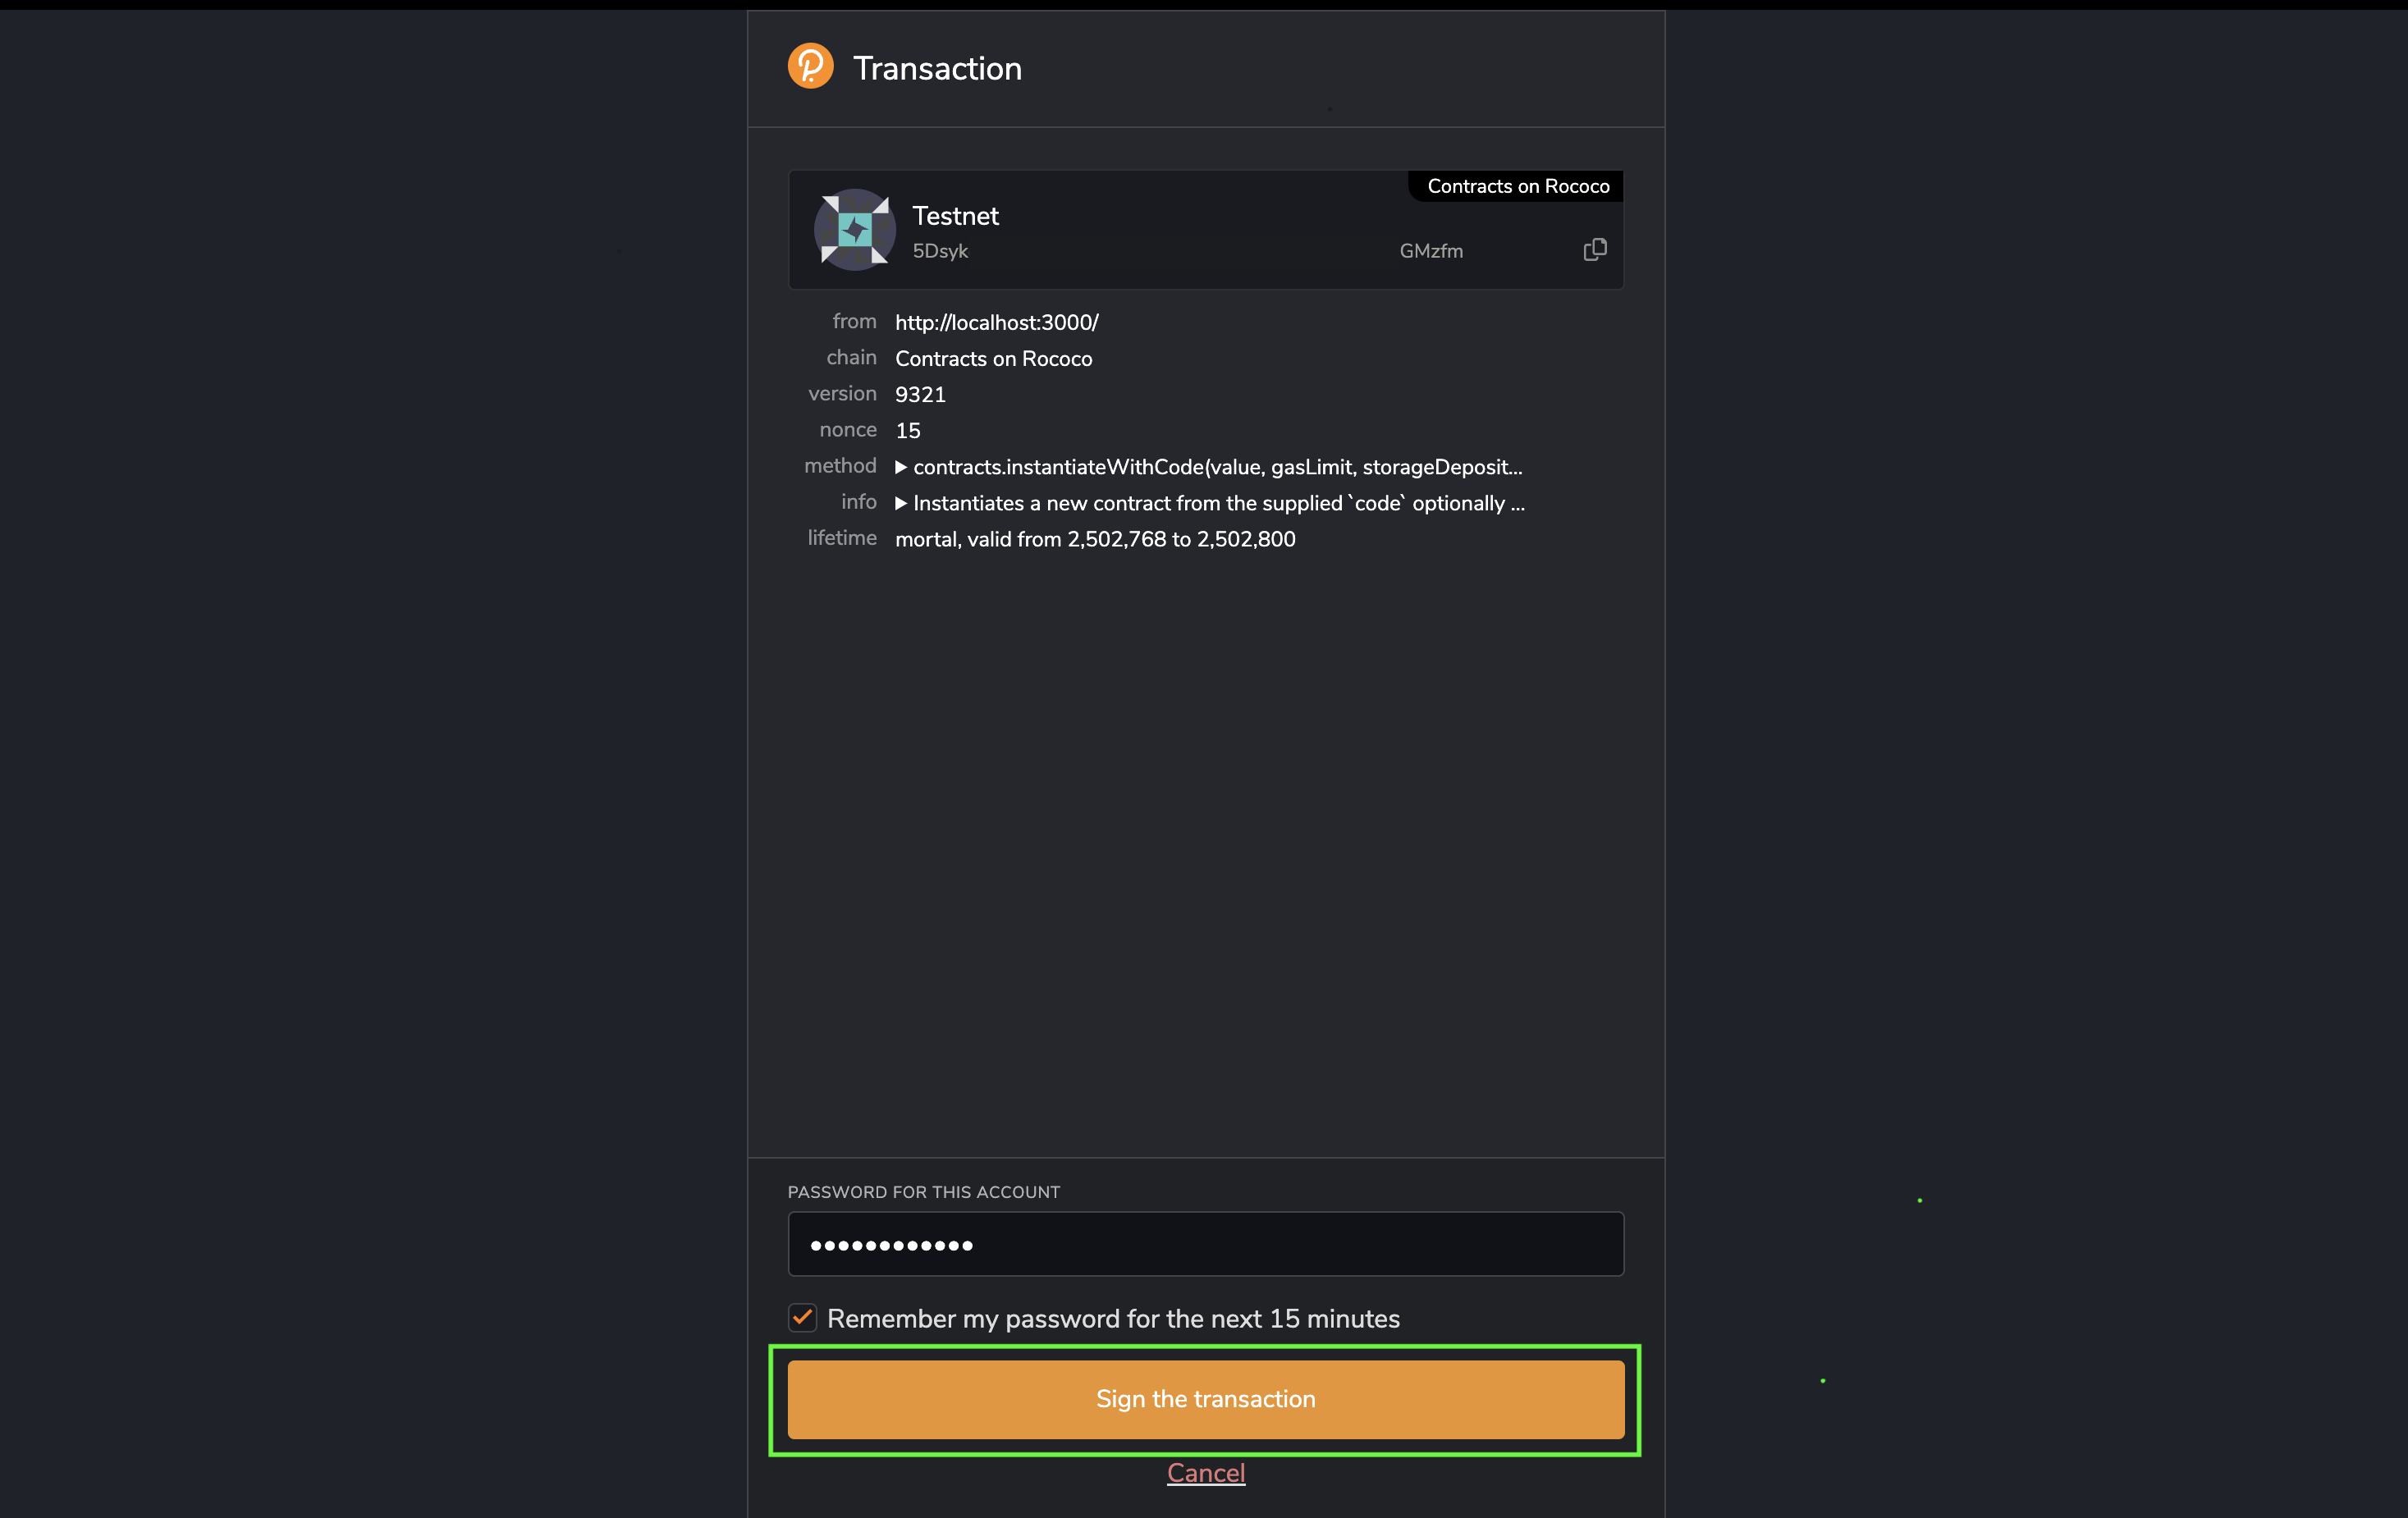 Transaction
Contracts on Rococo
Testnet
5Dsyk GMzfm
from http://localhost:3000/
chain Contracts on Rococo
version 9321
nonce 15
method ▶ contracts.instantiateWithCode(value, gasLimit, storageDeposit...
info ▶ Instantiates a new contract from the supplied `code` optionally ...
lifetime mortal, valid from 2,502,768 to 2,502,800
PASSWORD FOR THIS ACCOUNT
••••••••••••
Remember my password for the next 15 minutes
Sign the transaction
Cancel